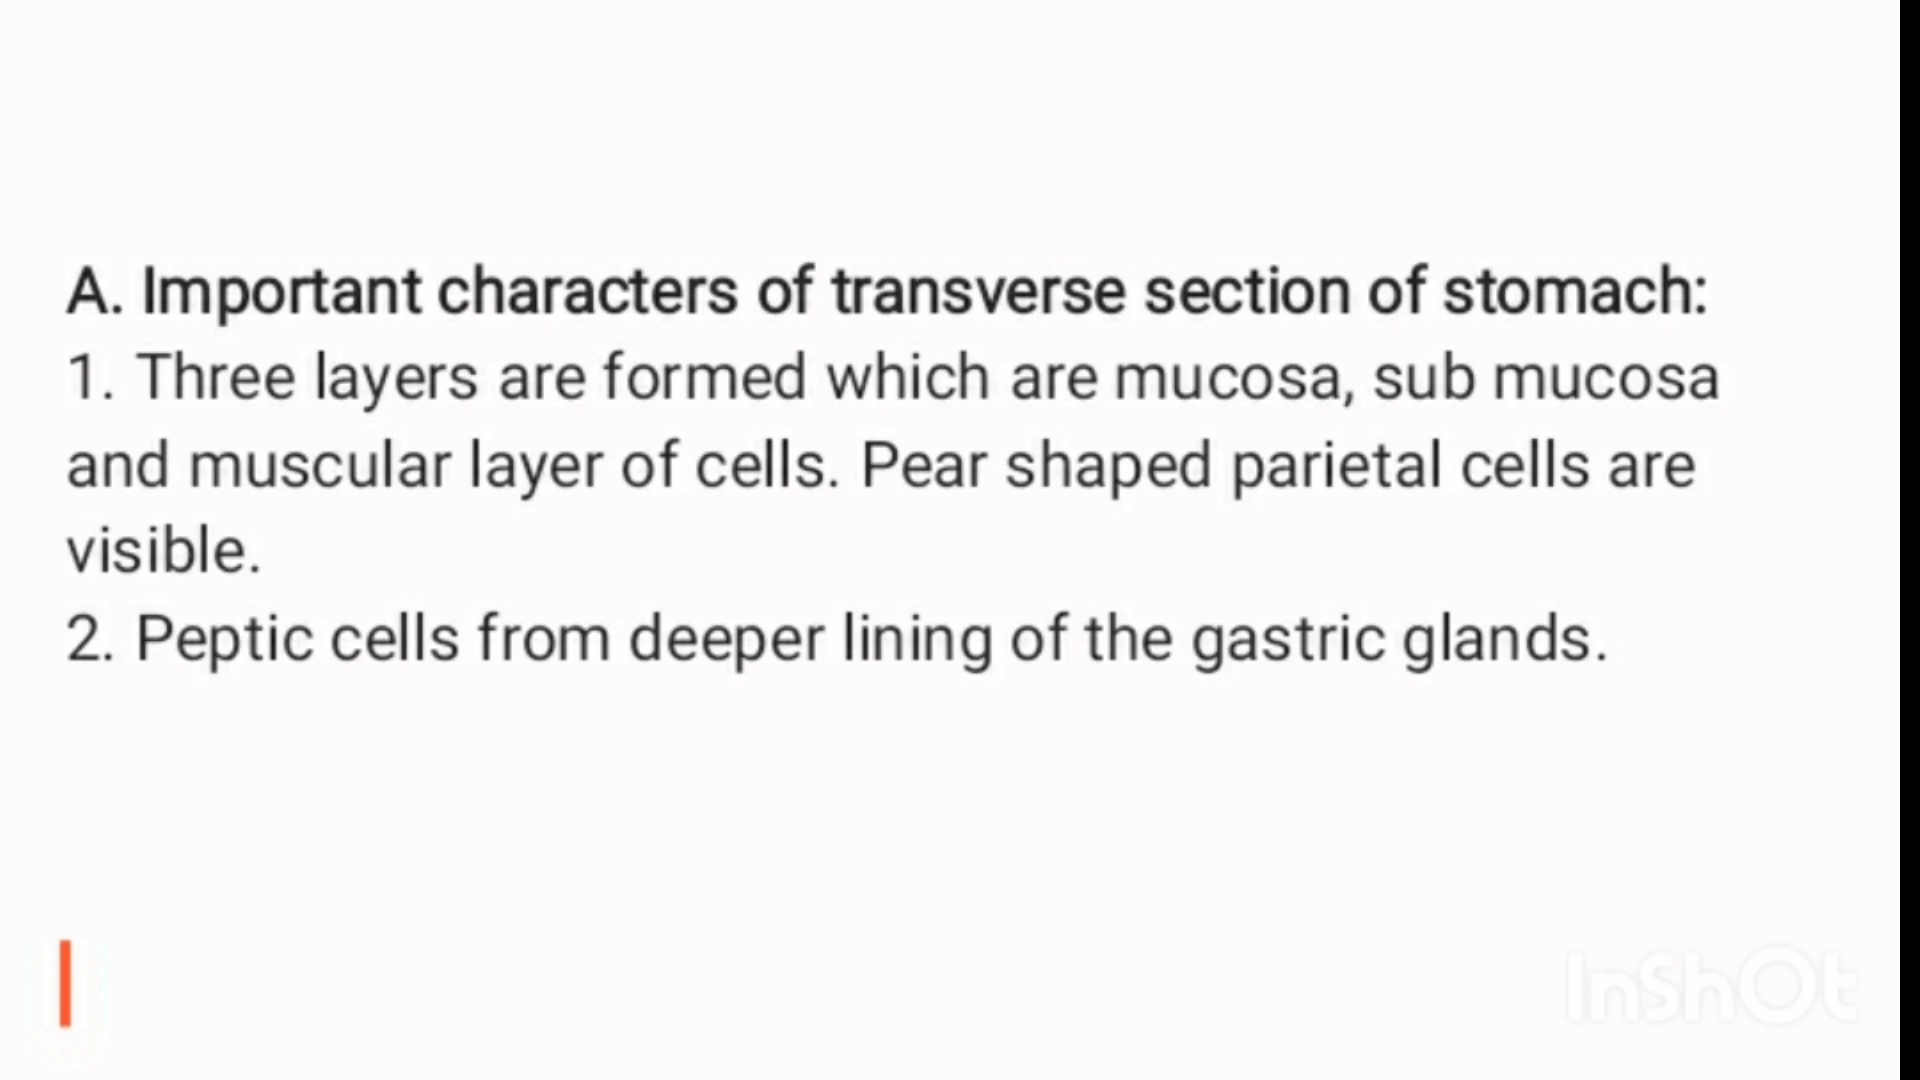 A. Important characters of transverse section of stomach:
1. Three layers are formed which are mucosa, sub mucosa
and muscular layer of cells. Pear shaped parietal cells are
visible.
2. Peptic cells from deeper lining of the gastric glands.
InShOt